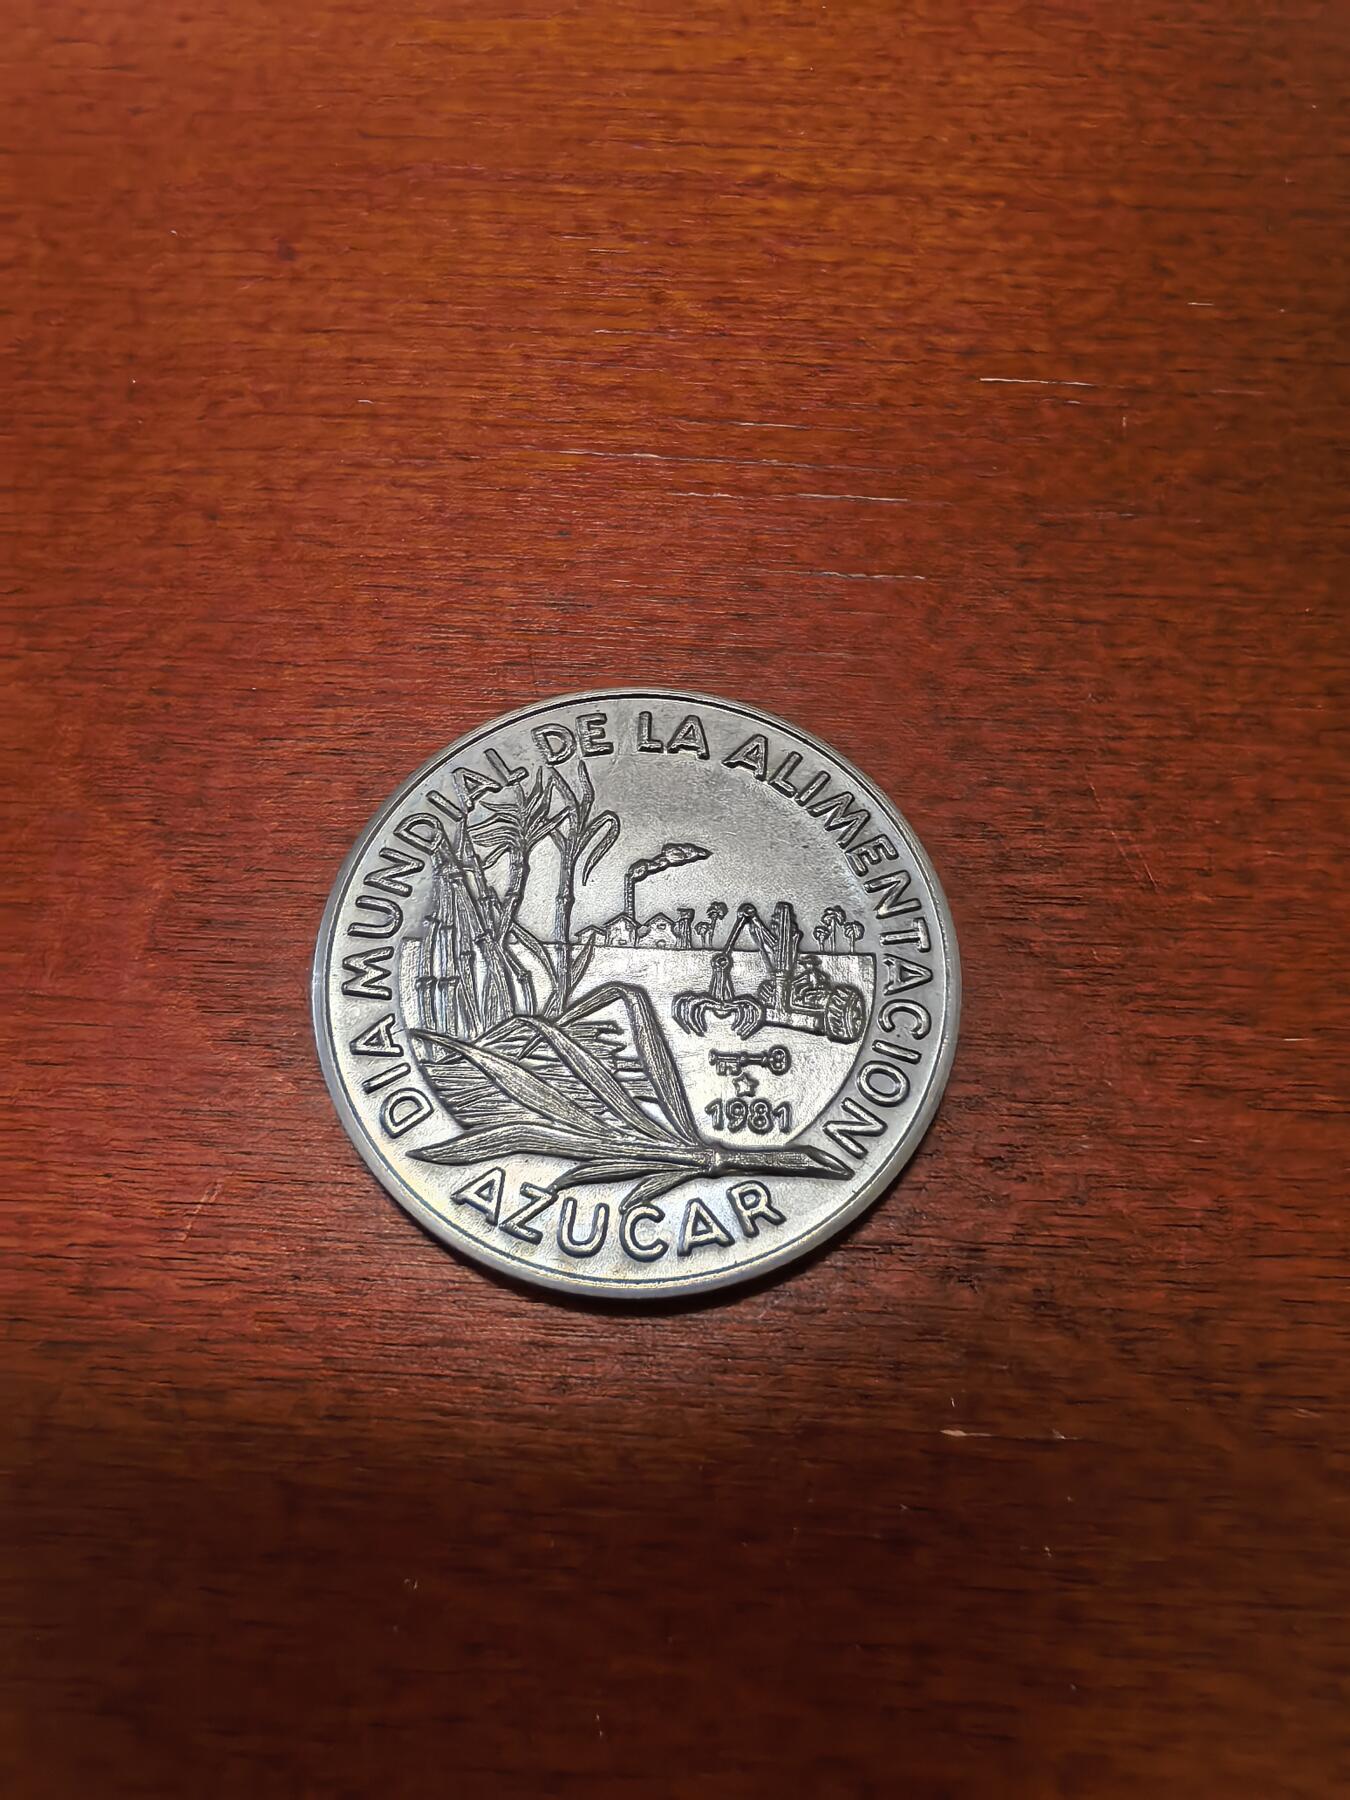 DIA MUNDIAL DE LA ALIMENTACION
1981
AZUCAR